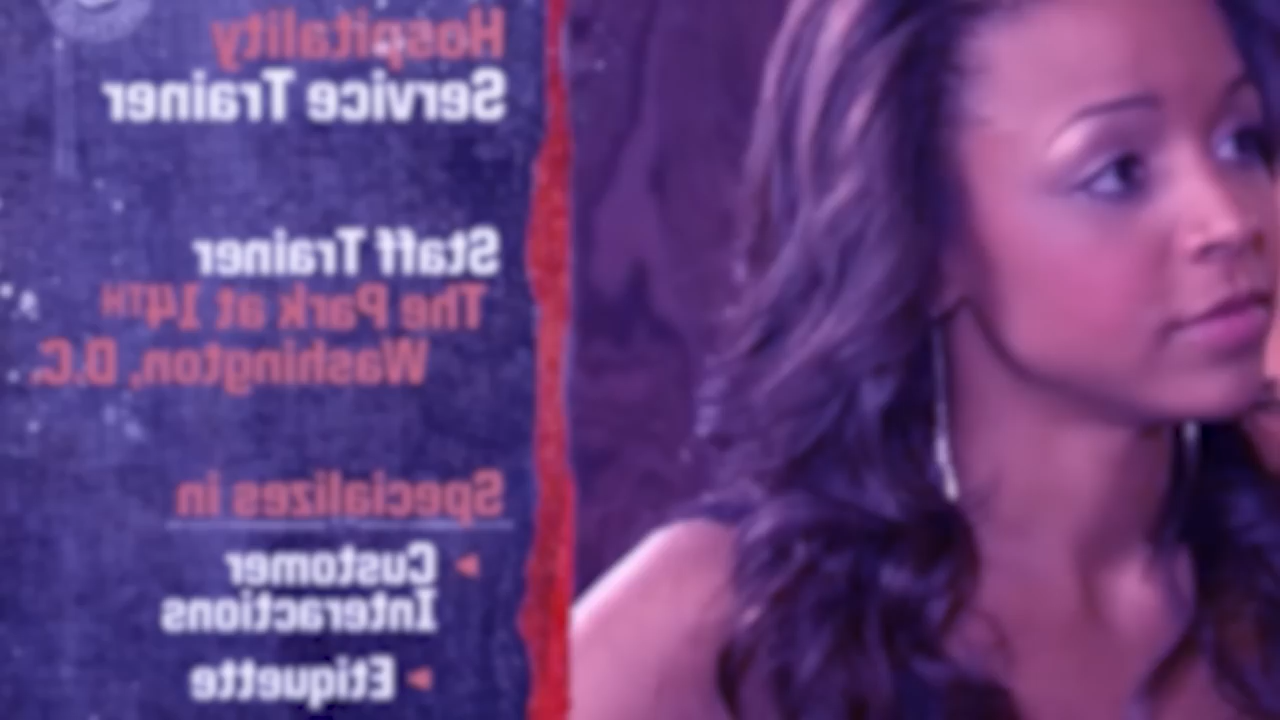 Hospitality
Service Trainer
Staff Trainer
The Park at 14TH
Washington, D.C.
Specializes in
Customer
Interactions
Etiquette